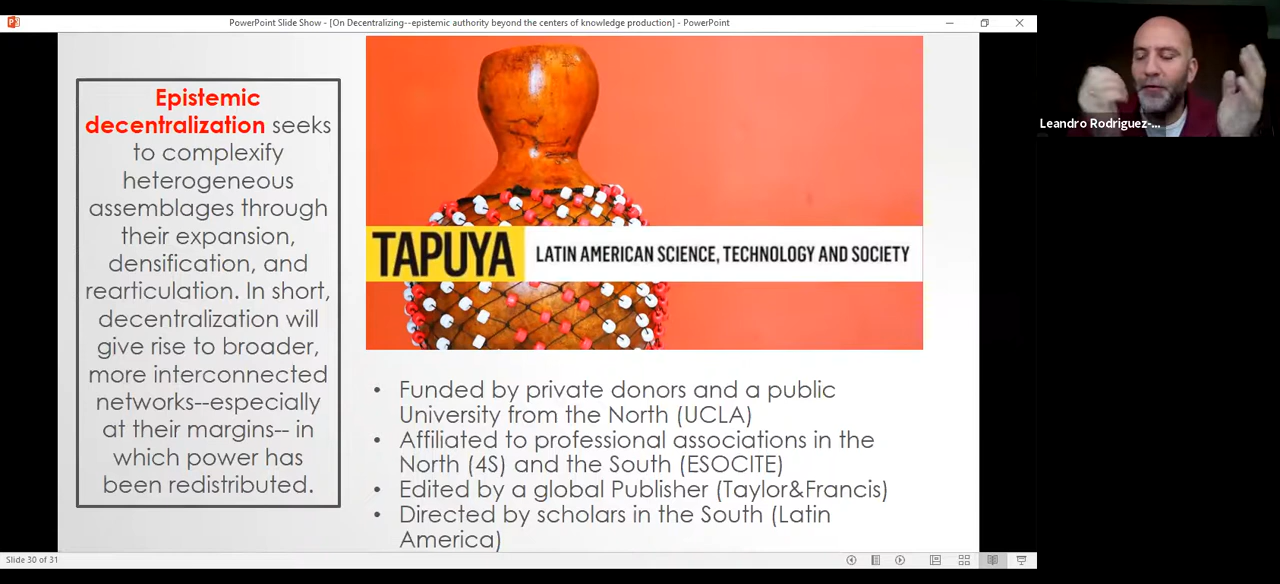 PowerPoint Slide Show - [On Decentralizing--epistemic authority beyond the centers of knowledge production] - PowerPoint
Epistemic
decentralization seeks
to complexify
heterogeneous
assemblages through
their expansion,
densification, and
rearticulation. In short,
decentralization will
give rise to broader,
more interconnected
networks--especially
at their margins-- in
which power has
been redistributed.
TAPUYA LATIN AMERICAN SCIENCE, TECHNOLOGY AND SOCIETY
• Funded by private donors and a public
University from the North (UCLA)
• Affiliated to professional associations in the
North (4S) and the South (ESOCITE)
• Edited by a global Publisher (Taylor&Francis)
• Directed by scholars in the South (Latin
America)
Leandro Rodriguez-...
Slide 30 of 31